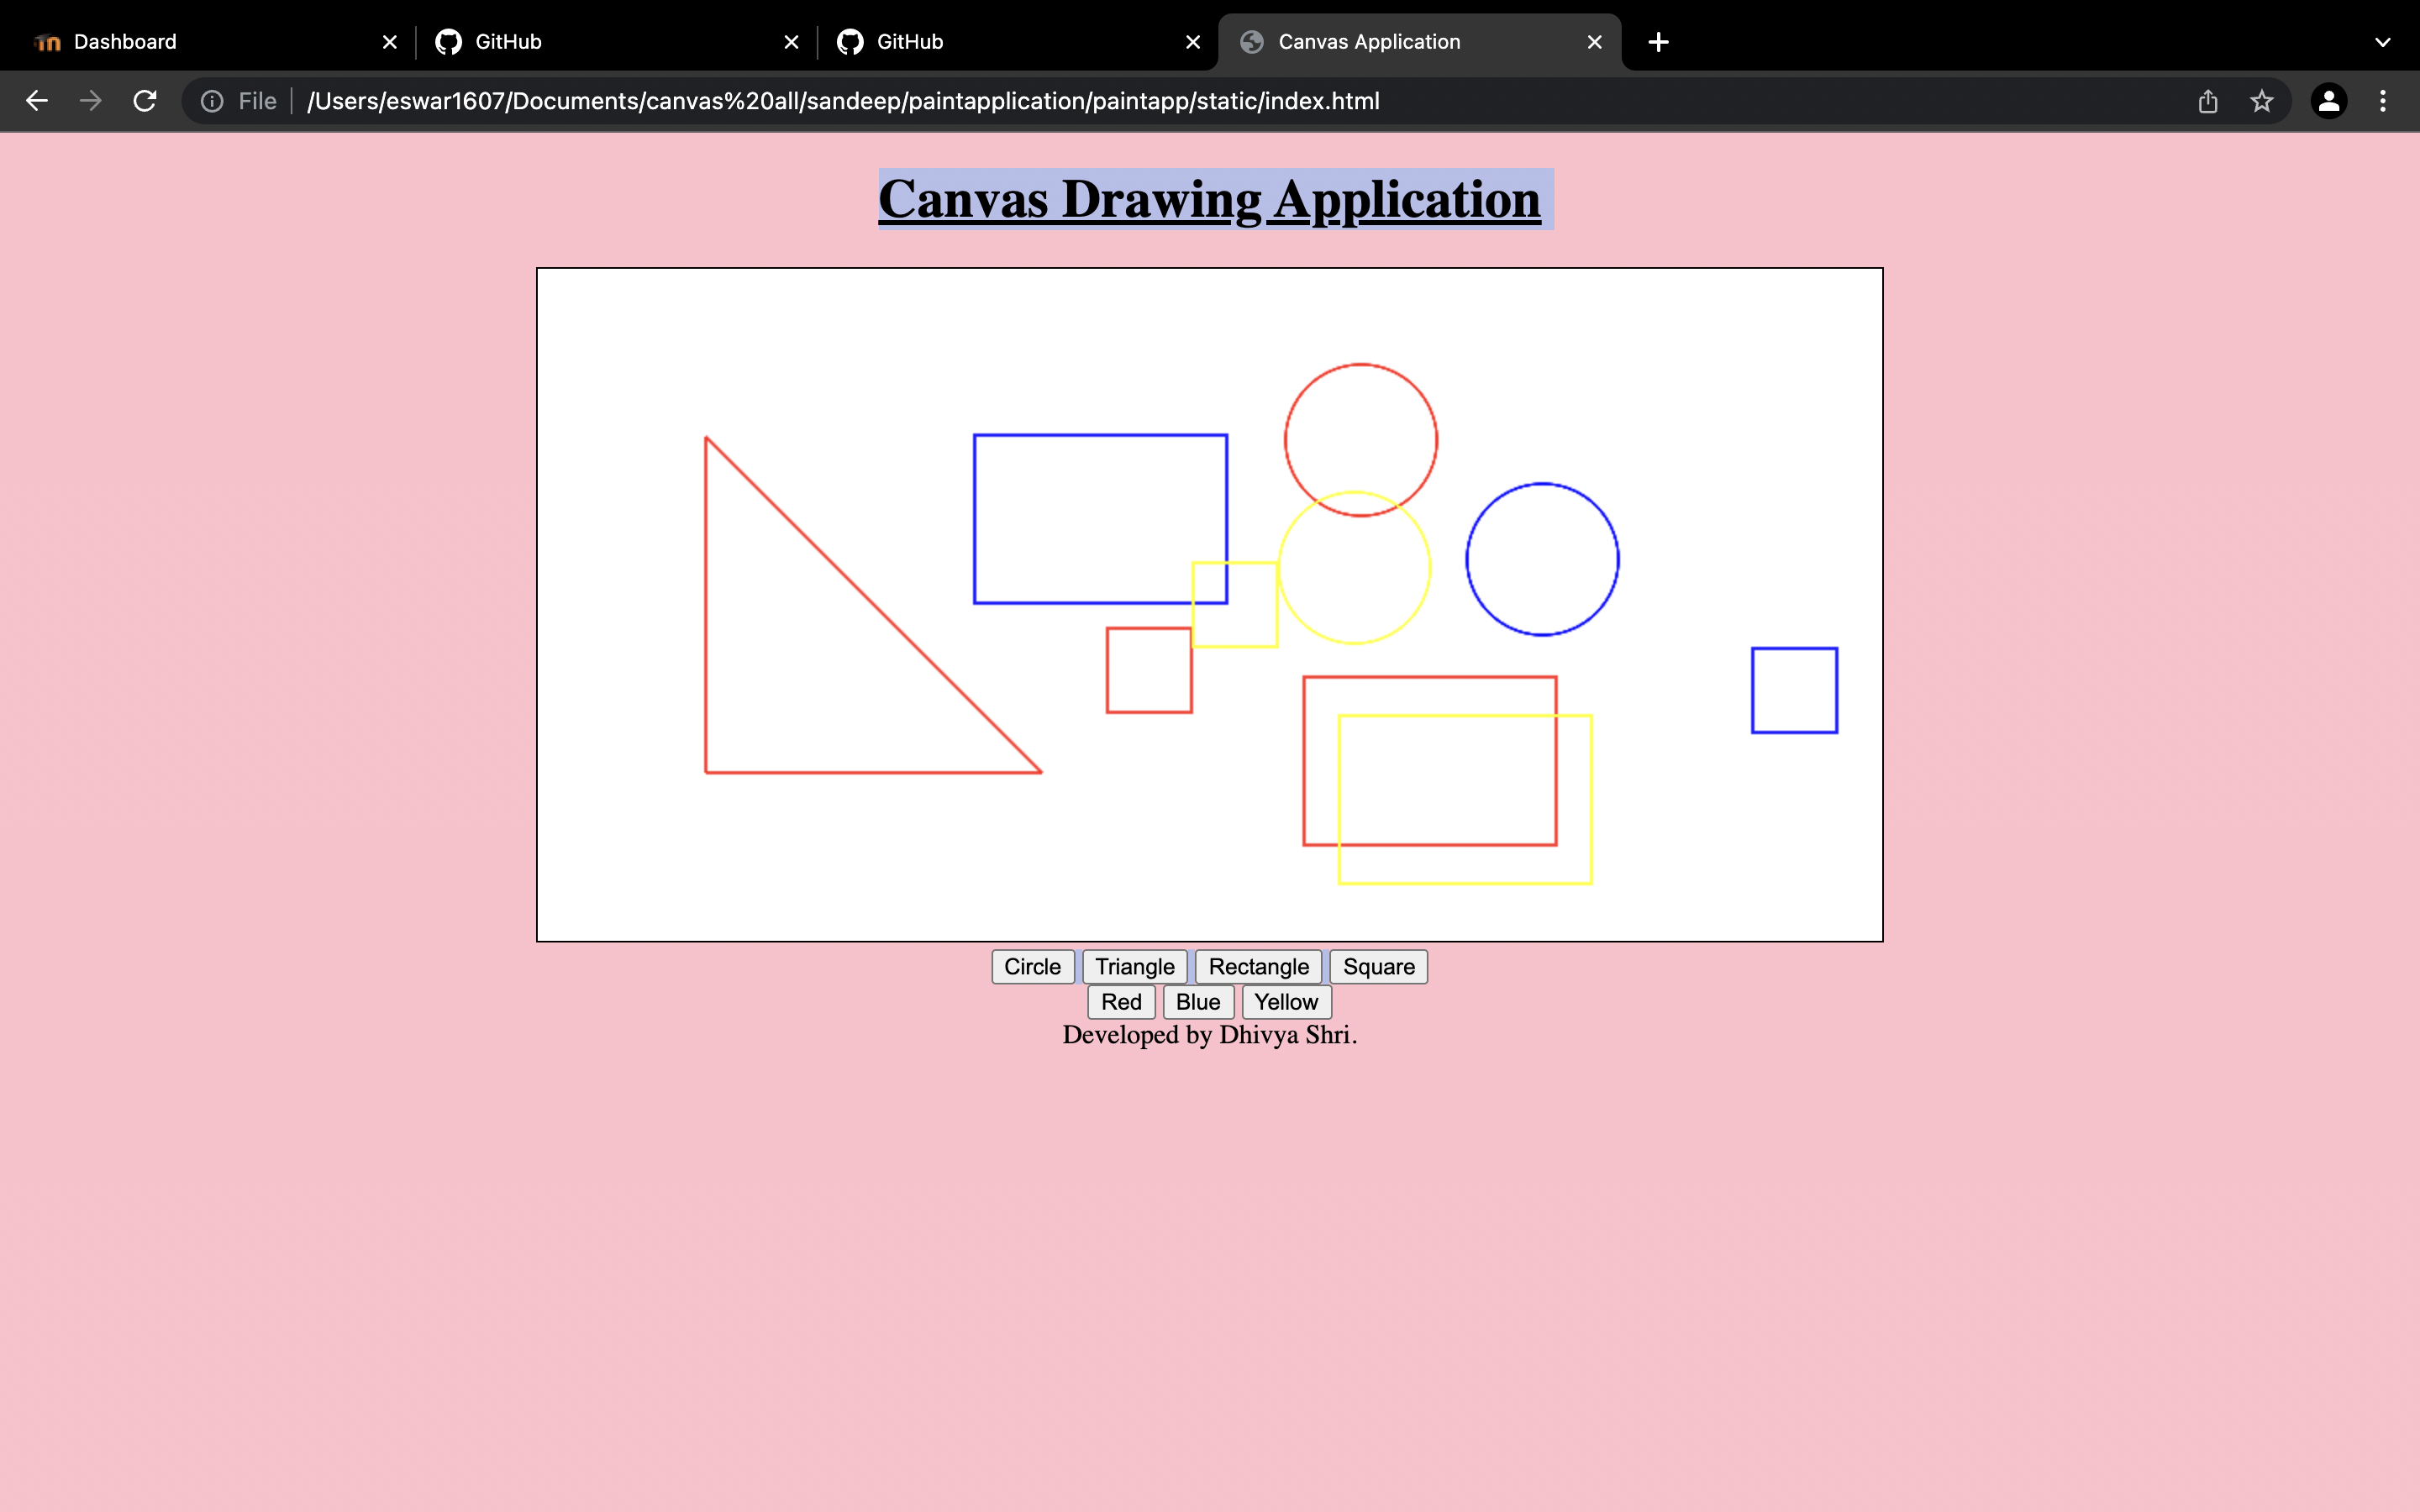 Dashboard GitHub GitHub Canvas Application
File /Users/eswar1607/Documents/canvas%20all/sandeep/paintapplication/paintapp/static/index.html
Canvas Drawing Application
Circle Triangle Rectangle Square
Red Blue Yellow
Developed by Dhivya Shri.